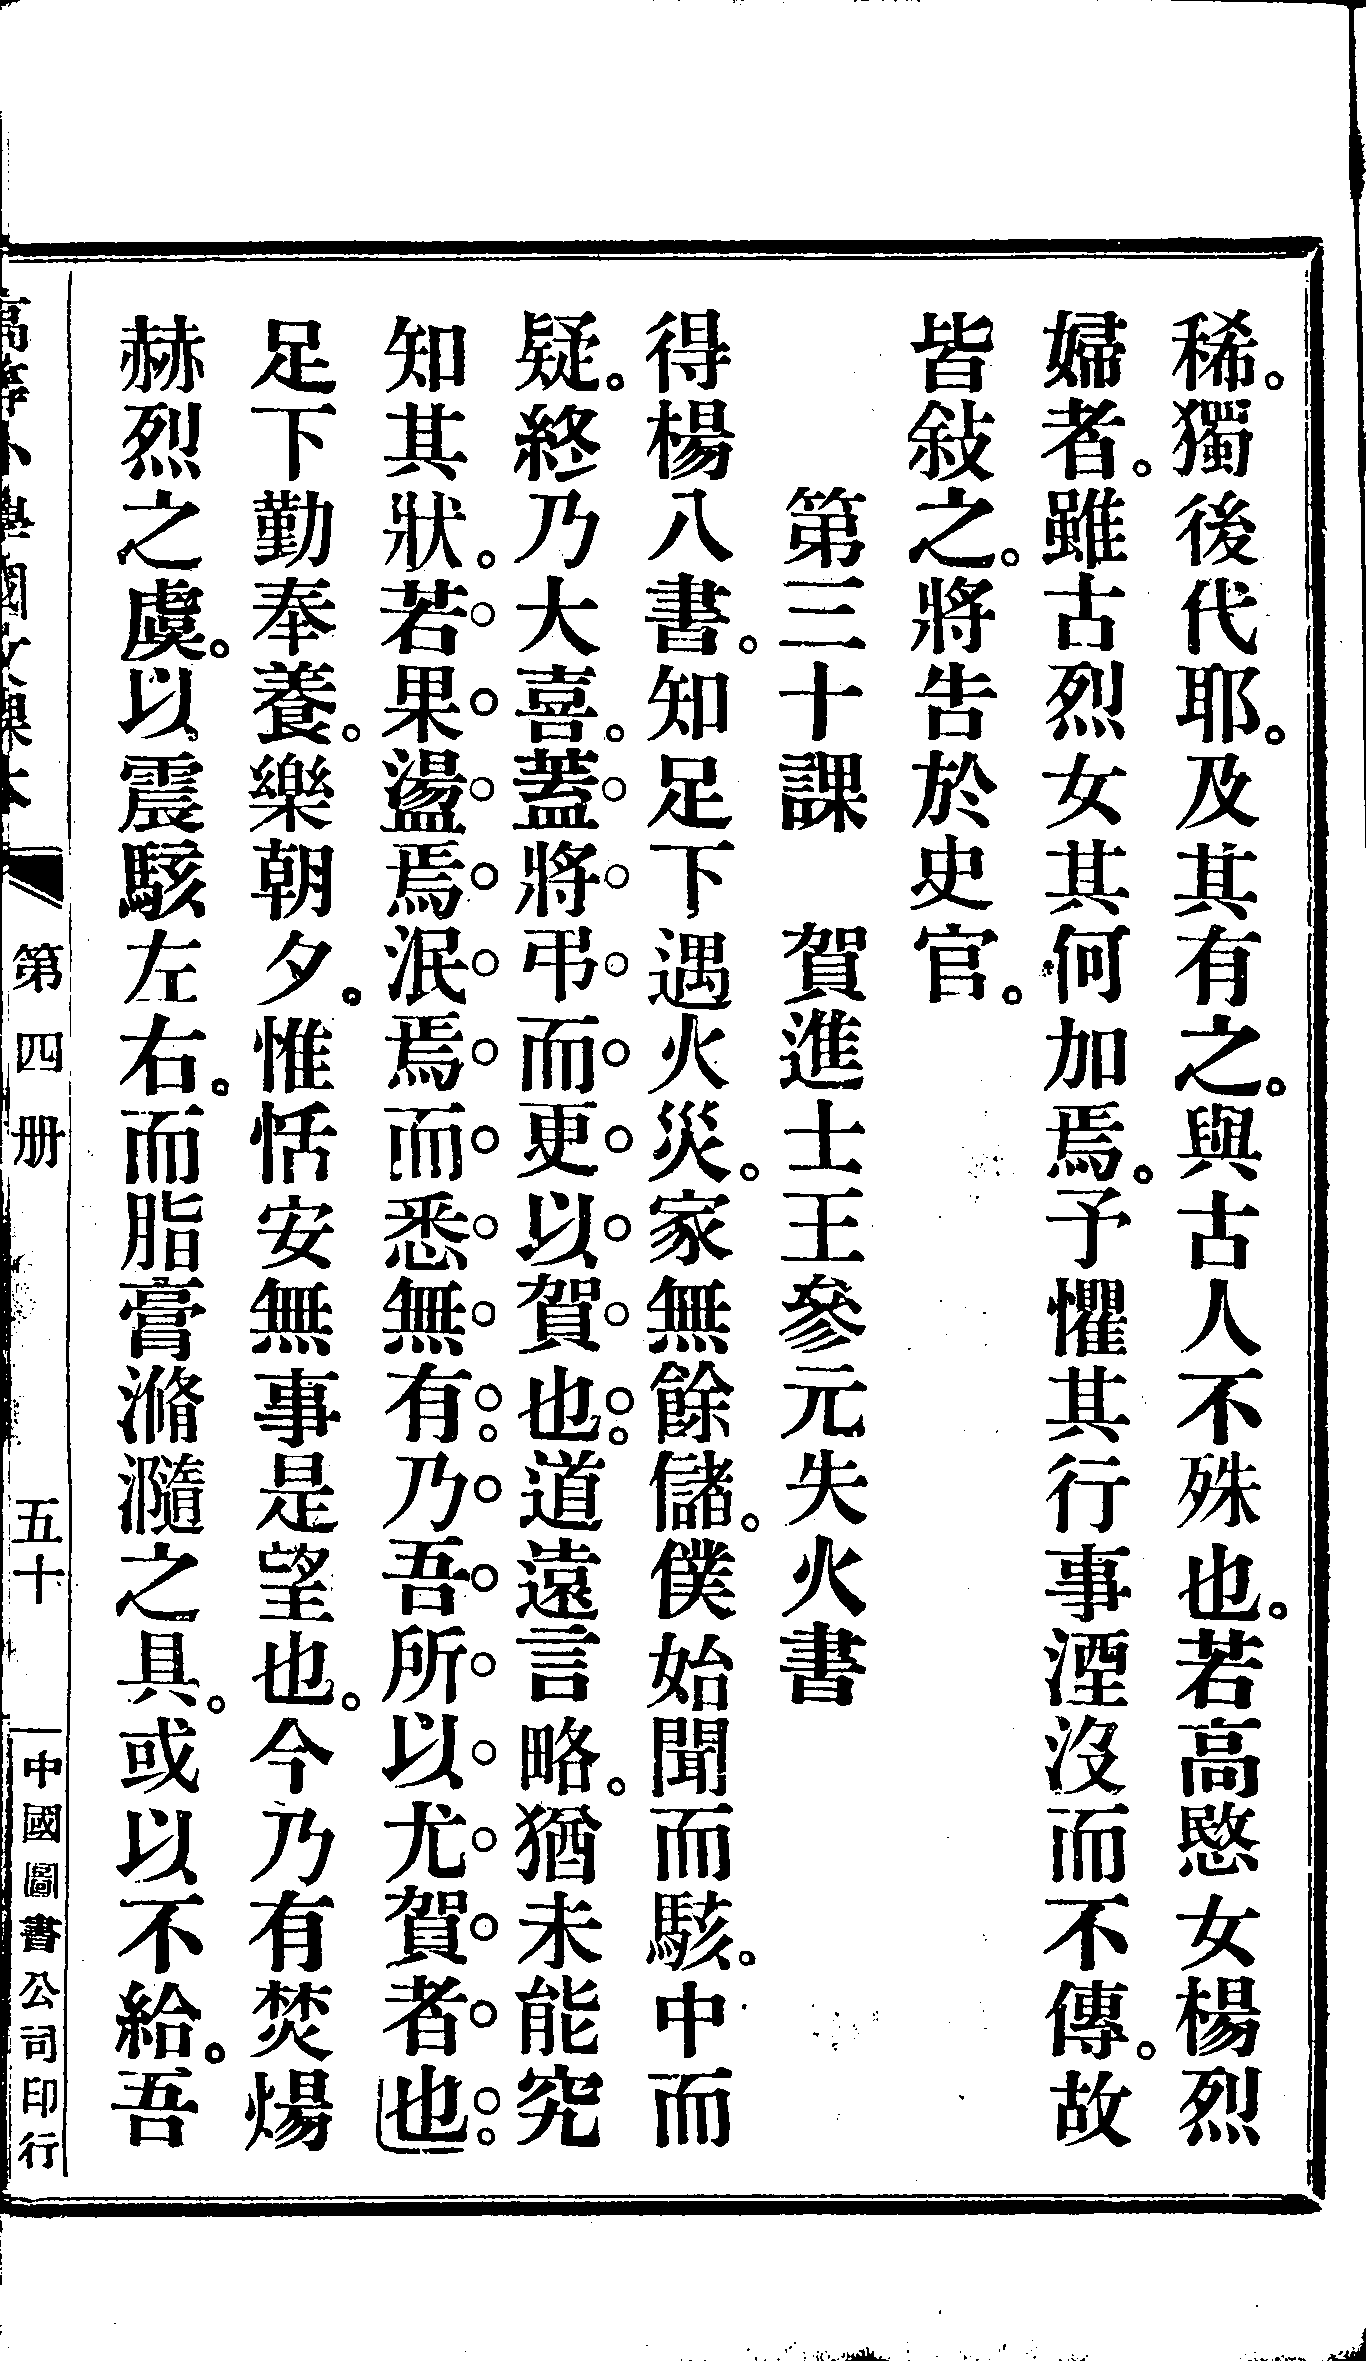 稀。獨後代耶。及其有之。與古人不殊也。若高愍女楊烈
婦者。雖古烈女其何加焉。予懼其行事湮沒而不傳。故
皆敍之。將告於史官。
第三十課　賀進士王參元失火書
得楊八書。知足下遇火災。家無餘儲。僕始聞而駭。中而
疑。終乃大喜。蓋將弔而更以賀也。道遠言略。猶未能究
知其狀。若果盪焉泯焉而悉無有。乃吾所以尤賀者也
足下勤奉養。樂朝夕。惟恬安無事是望也。今乃有焚煬
赫烈之虞。以震駭左右。而脂膏滫瀡之具。或以不給。吾
高等小學國文課本　第四册　五十　中國圖書公司印行